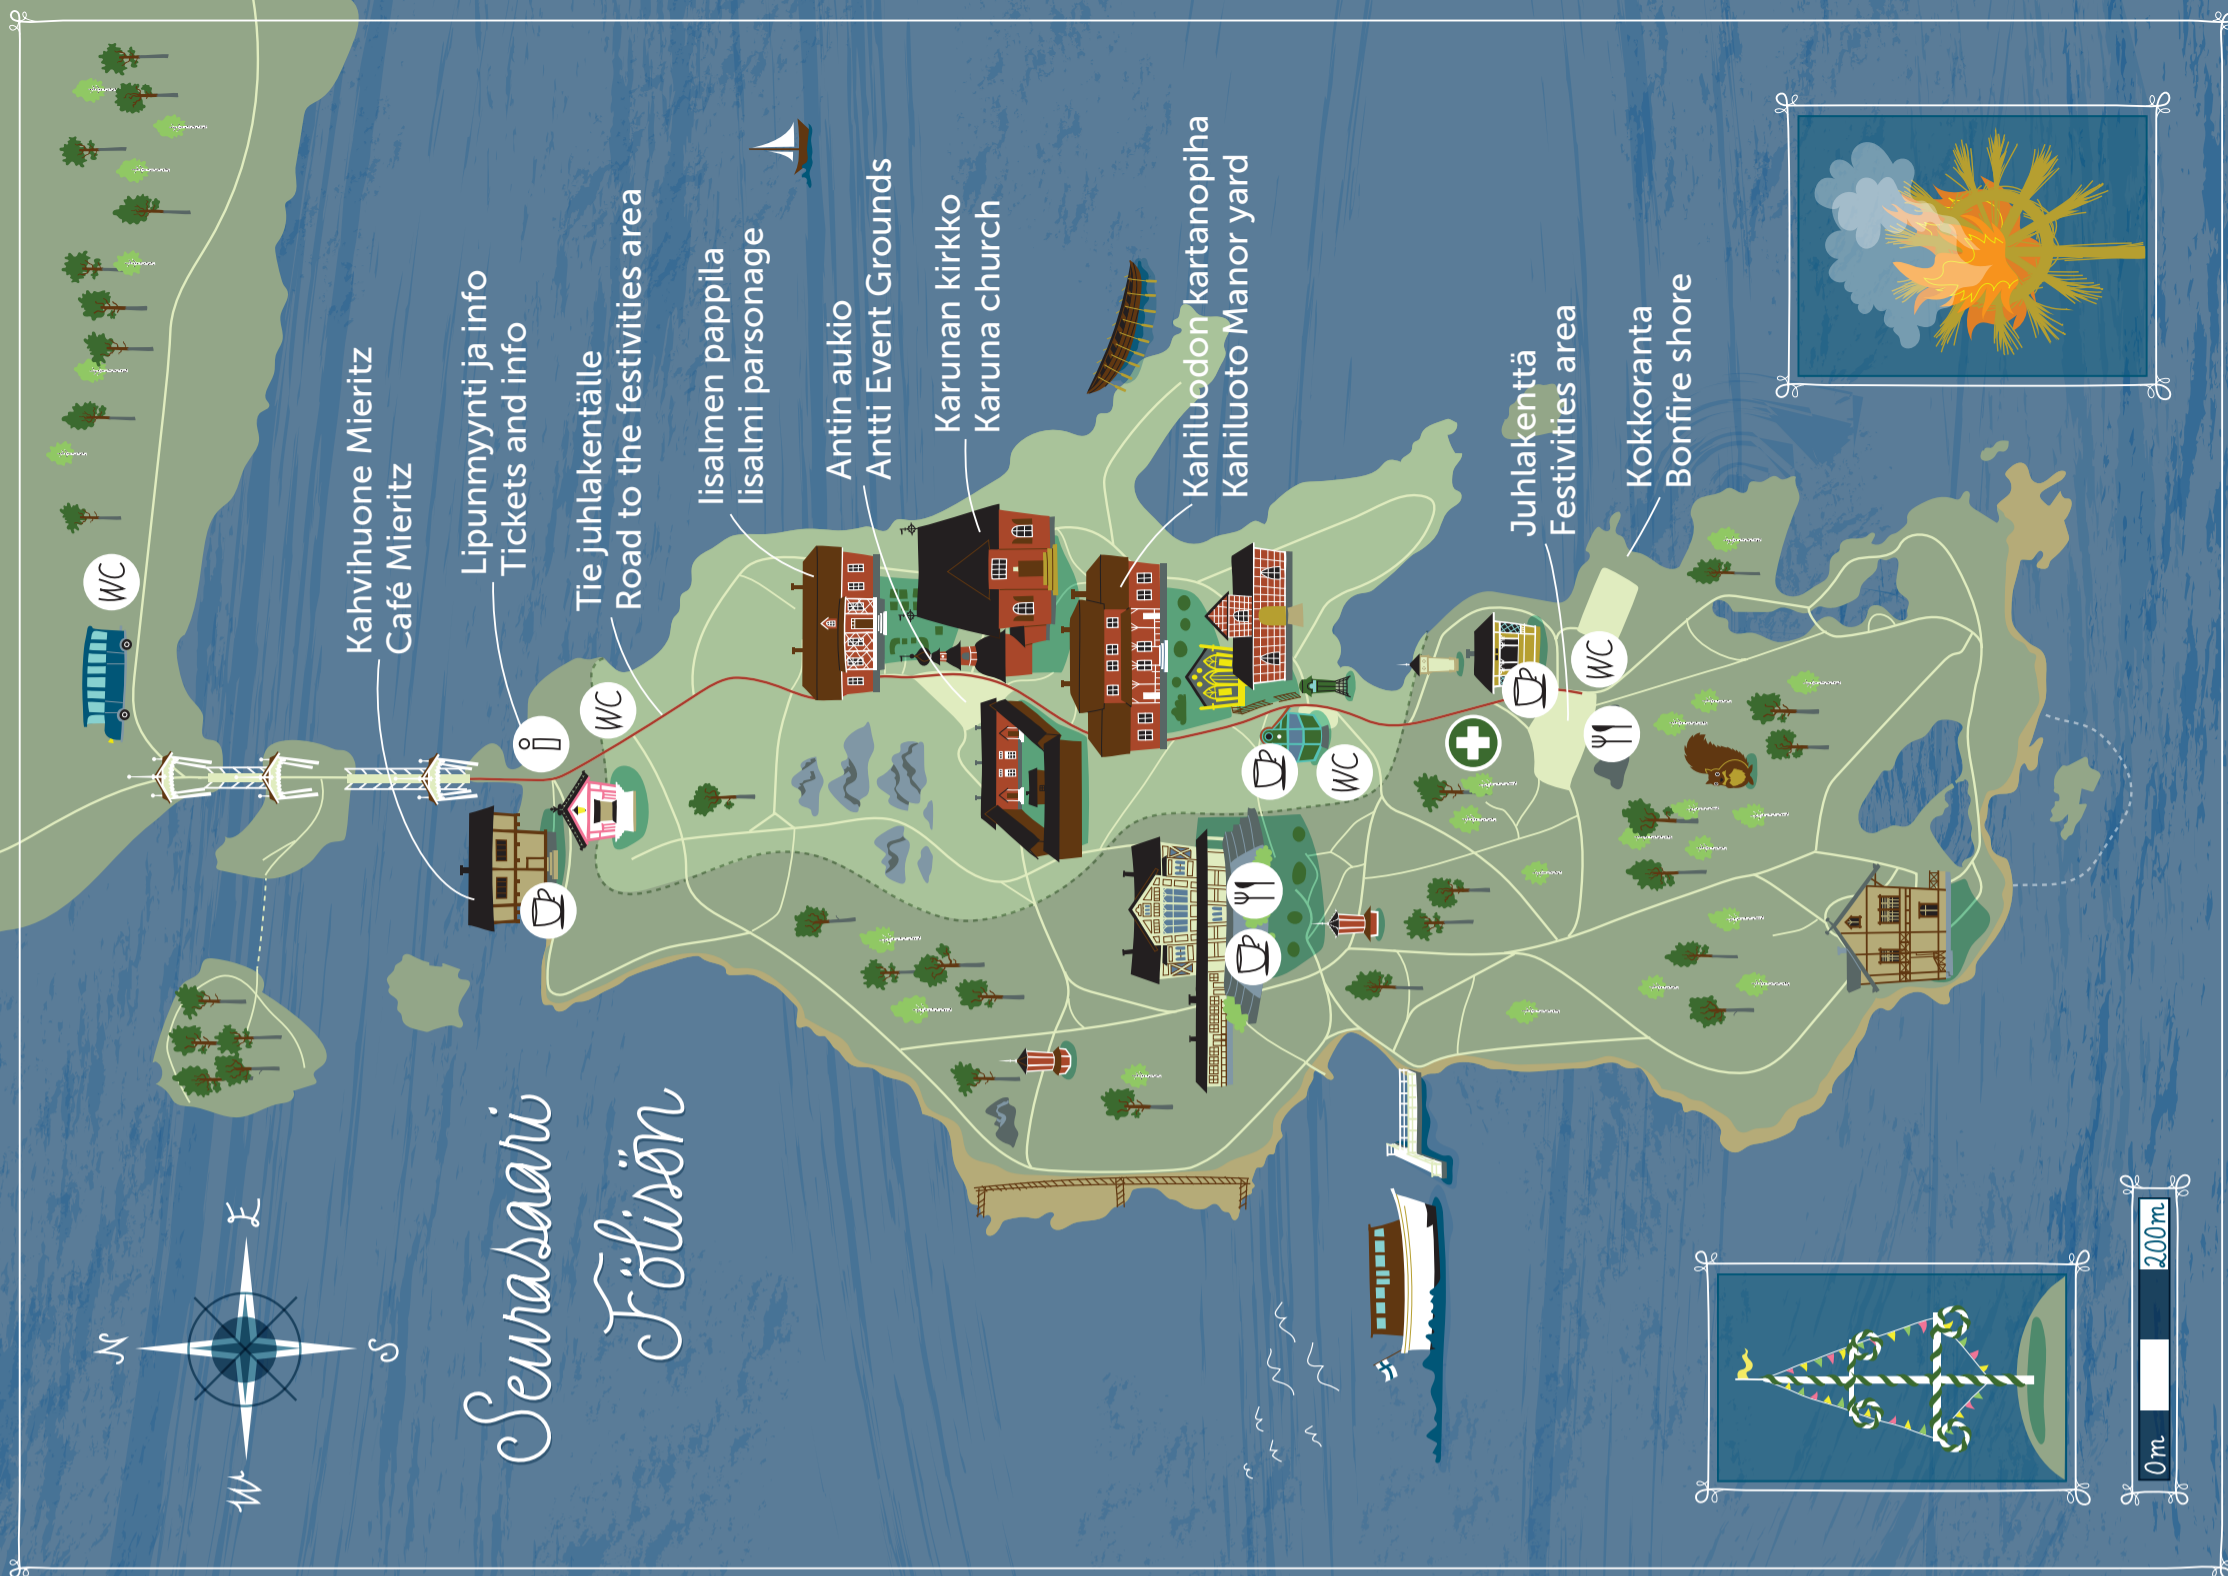 WC
Kahvihuone Mieritz
Café Mieritz
Lipunmyynti ja info
Tickets and info
i
WC
Tie juhlakentälle
Road to the festivities area
Iisalmen pappila
Iisalmi parsonage
Antin aukio
Antti Event Grounds
Karunan kirkko
Karuna church
Kahiluodon kartanopiha
Kahiluoto Manor yard
WC
Juhlakenttä
Festivities area
WC
Kokkoranta
Bonfire shore
Seurasaari
Fölisön
N
E
S
W
0m
200m